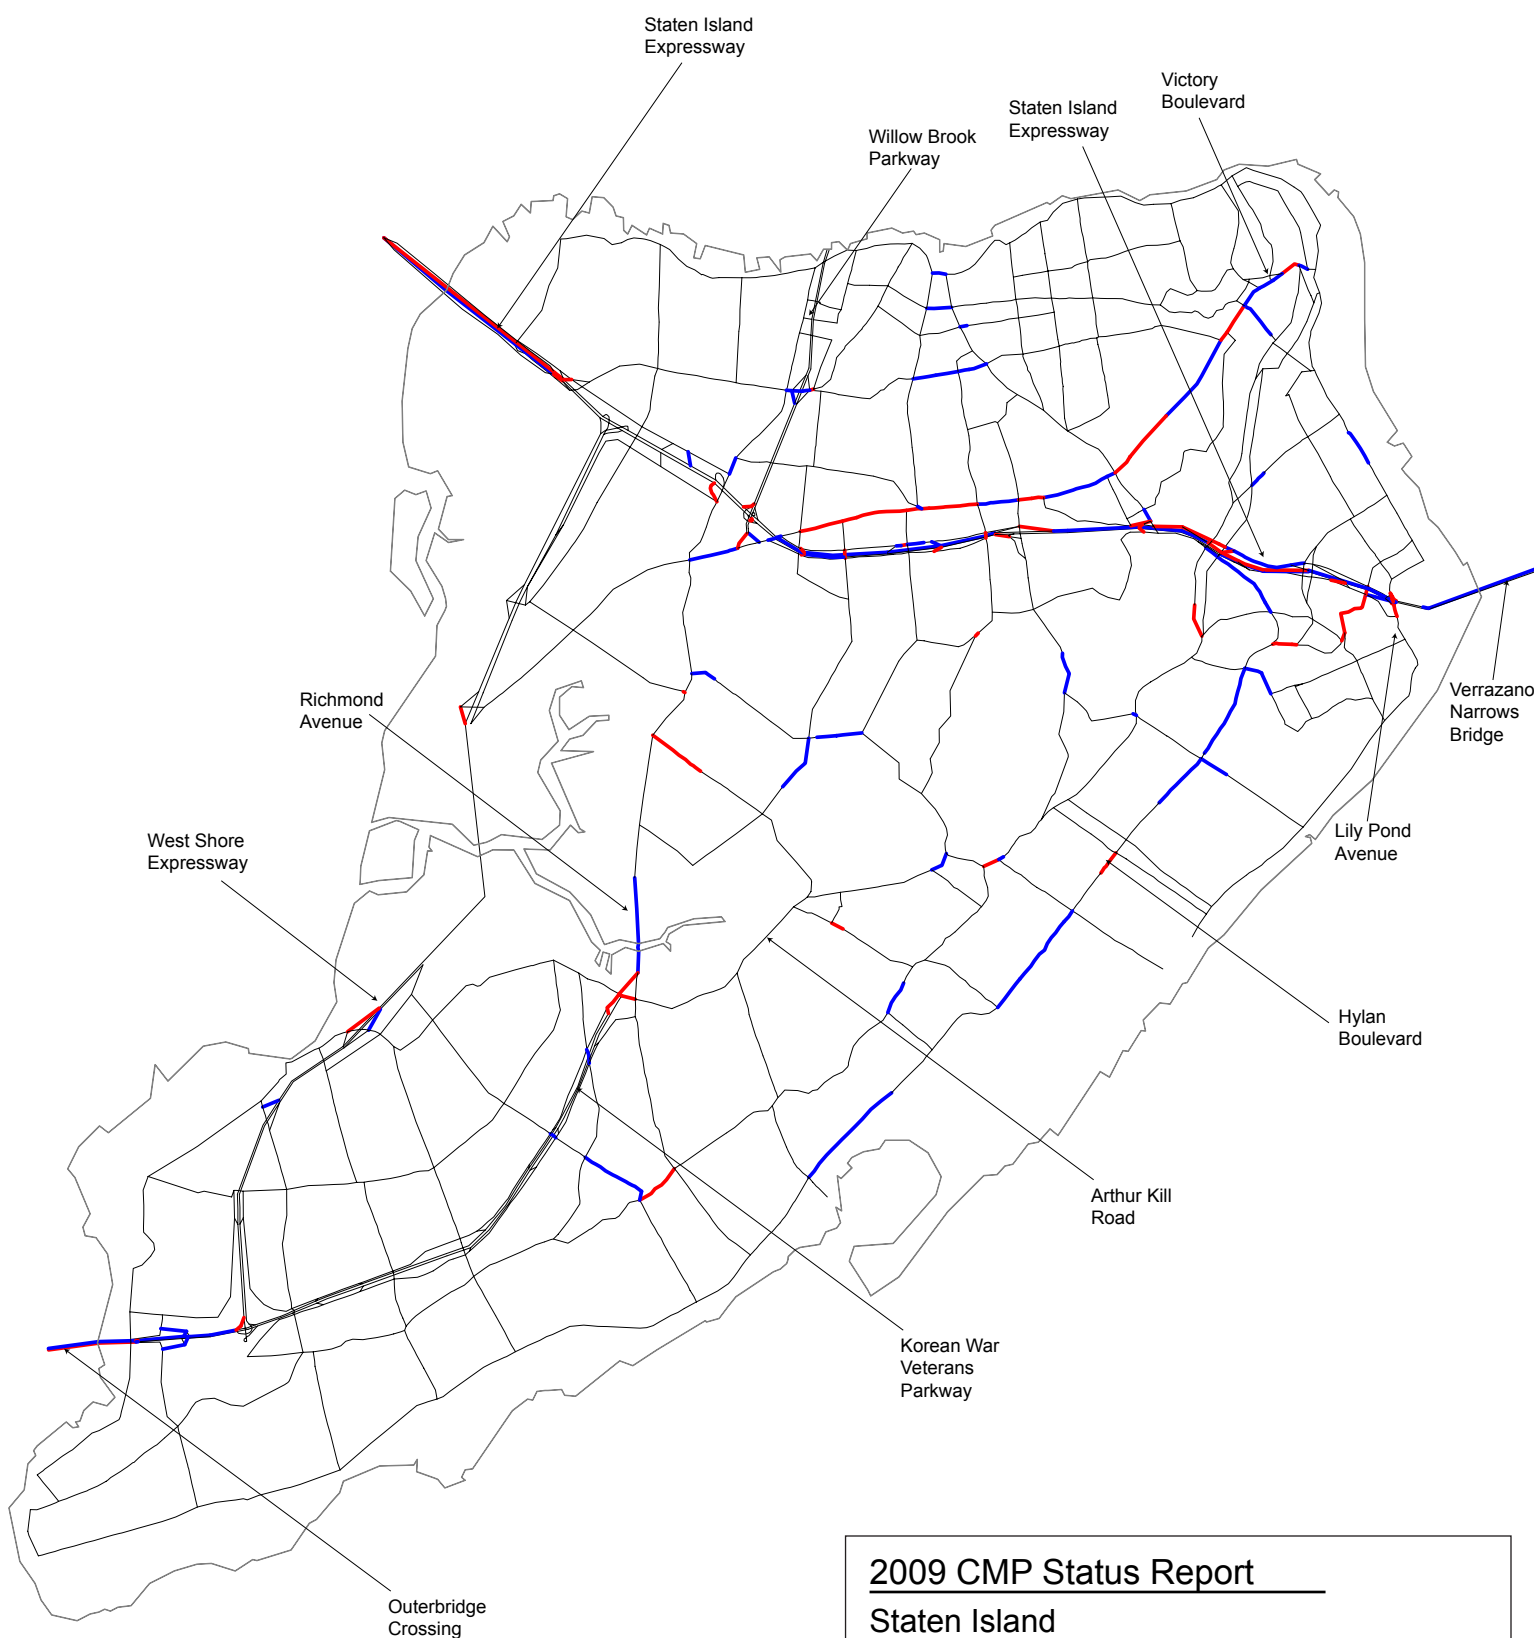 Staten Island
Expressway
Victory
Boulevard
Staten Island
Expressway
Willow Brook
Parkway
Richmond
Avenue
Verrazano
Narrows
Bridge
West Shore
Expressway
Lily Pond
Avenue
Hylan
Boulevard
Arthur Kill
Road
Korean War
Veterans
Parkway
Outerbridge
Crossing
2009 CMP Status Report
Staten Island